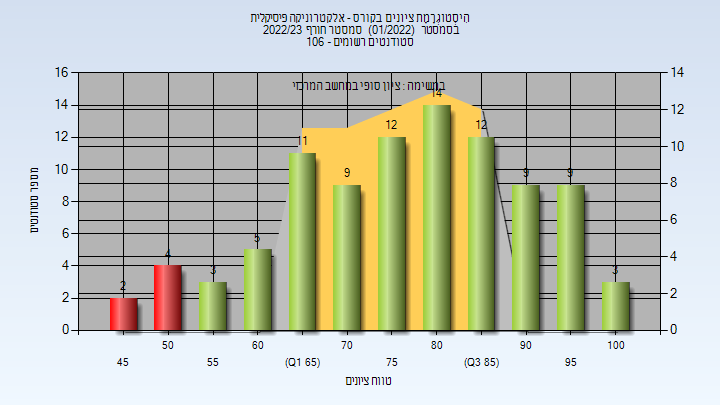 היסטוגרמת ציונים בקורס - אלקטרוניקה פיסיקלית
בסמסטר (01/2022) סמסטר חורף 2022/23
סטודנטים רשומים - 106
במשימה : ציון סופי במחשב המרכזי
מספר סטודנטים
16 14 12 10 8 6 4 2 0
14 12 10 8 6 4 2 0
2 4 3 5 11 9 12 14 12 9 9 3
45 50 55 60 (Q1 65) 70 75 80 (Q3 85) 90 95 100
טווח ציונים